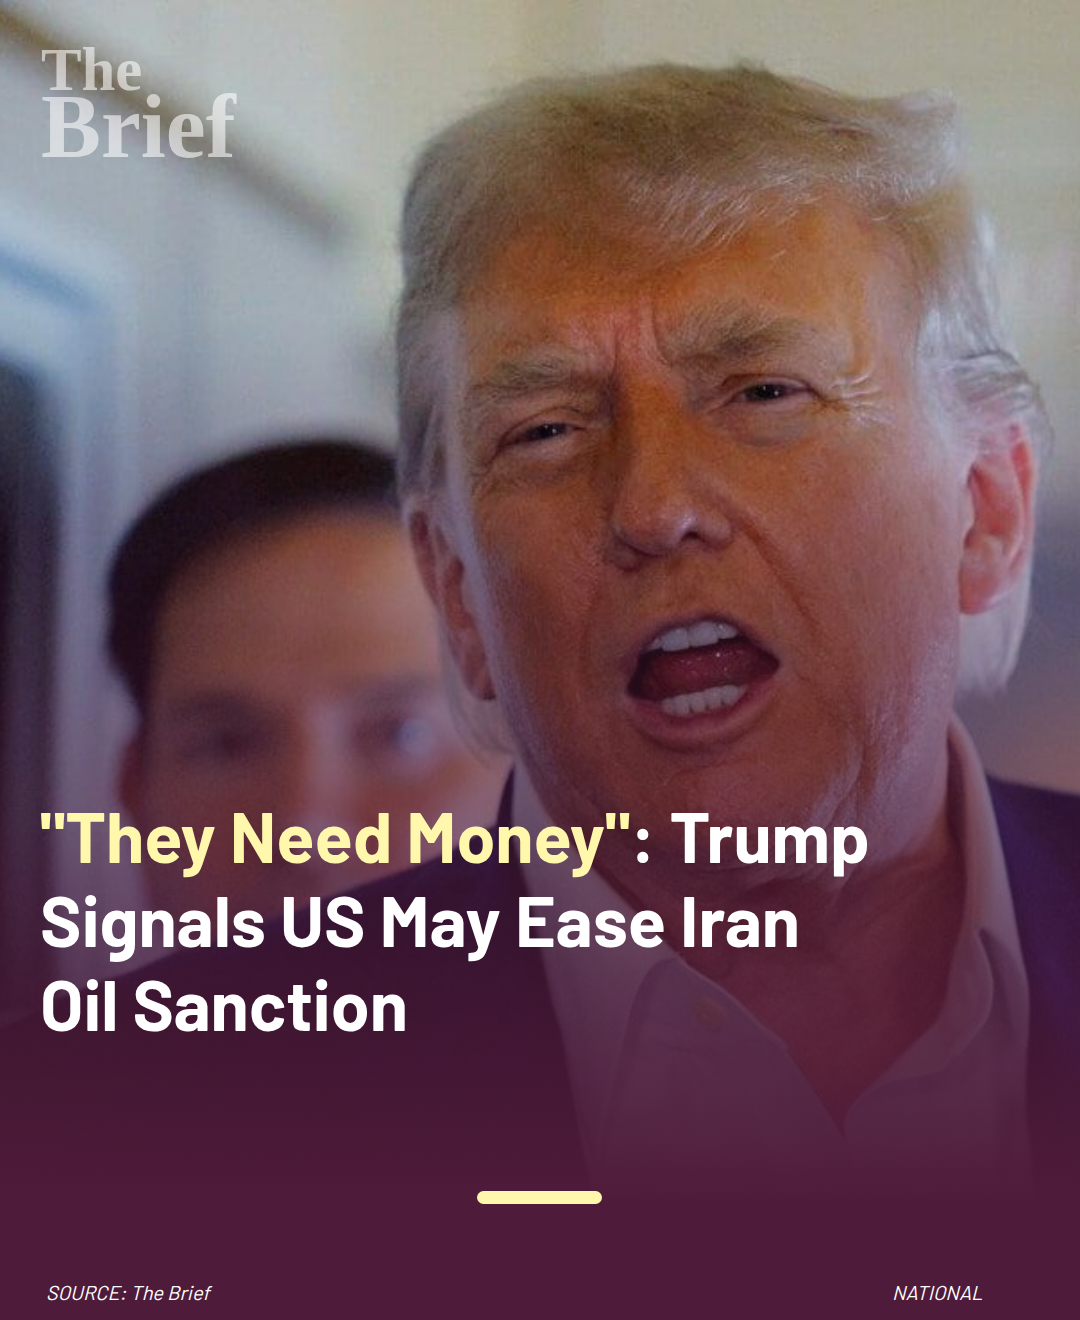 The
Brief
"They Need Money": Trump
Signals US May Ease Iran
Oil Sanction
SOURCE: The Brief
NATIONAL